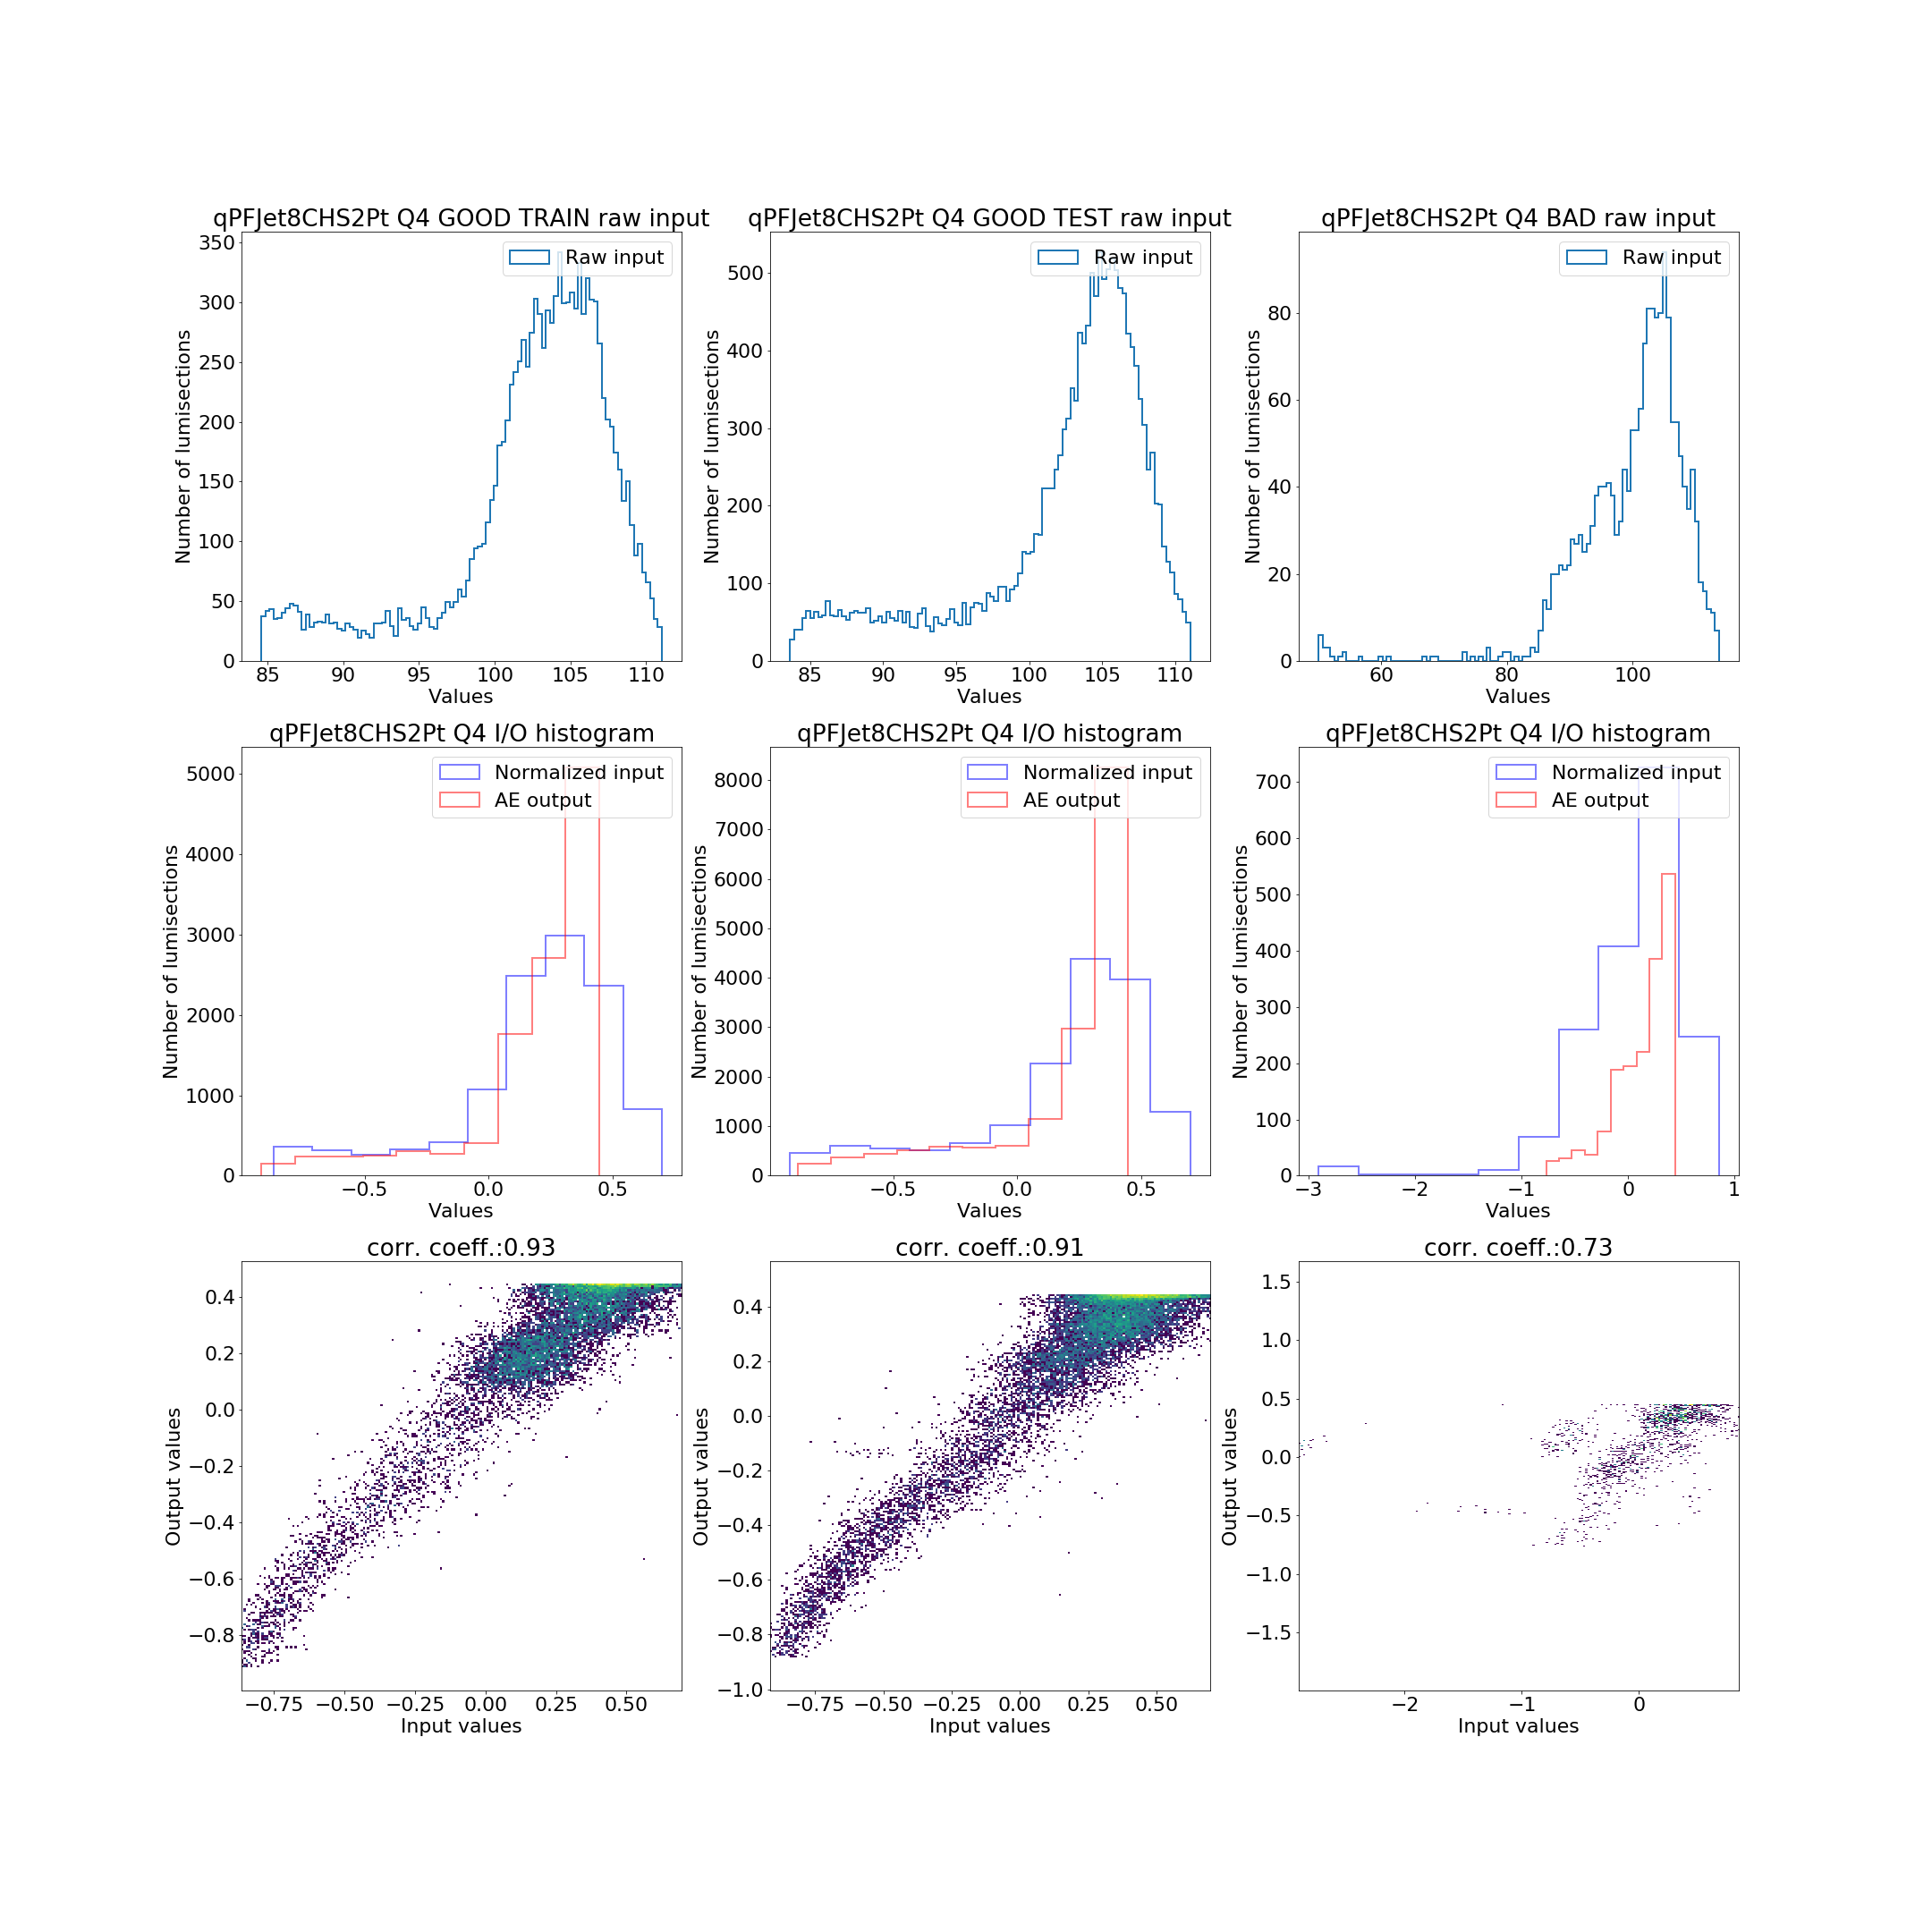 qPFJet8CHS2Pt Q4 GOOD TRAIN raw input
Raw input
350
300
250
200
150
100
50
0
Number of lumisections
85 90 95 100 105 110
Values
qPFJet8CHS2Pt Q4 GOOD TEST raw input
Raw input
500
400
300
200
100
0
Number of lumisections
85 90 95 100 105 110
Values
qPFJet8CHS2Pt Q4 BAD raw input
Raw input
80
60
40
20
0
Number of lumisections
60 80 100
Values
qPFJet8CHS2Pt Q4 I/O histogram
Normalized input
AE output
5000
4000
3000
2000
1000
0
Number of lumisections
−0.5 0.0 0.5
Values
qPFJet8CHS2Pt Q4 I/O histogram
Normalized input
AE output
8000
7000
6000
5000
4000
3000
2000
1000
0
Number of lumisections
−0.5 0.0 0.5
Values
qPFJet8CHS2Pt Q4 I/O histogram
Normalized input
AE output
700
600
500
400
300
200
100
0
Number of lumisections
−3 −2 −1 0 1
Values
corr. coeff.:0.93
0.4
0.2
0.0
−0.2
−0.4
−0.6
−0.8
Output values
−0.75 −0.50 −0.25 0.00 0.25 0.50
Input values
corr. coeff.:0.91
0.4
0.2
0.0
−0.2
−0.4
−0.6
−0.8
−1.0
Output values
−0.75 −0.50 −0.25 0.00 0.25 0.50
Input values
corr. coeff.:0.73
1.5
1.0
0.5
0.0
−0.5
−1.0
−1.5
Output values
−2 −1 0
Input values